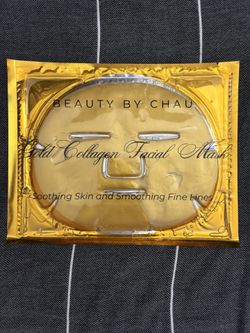 BEAUTY BY CHAU
Gold Collagen Facial Mask
Soothing Skin and Smoothing Fine Lines